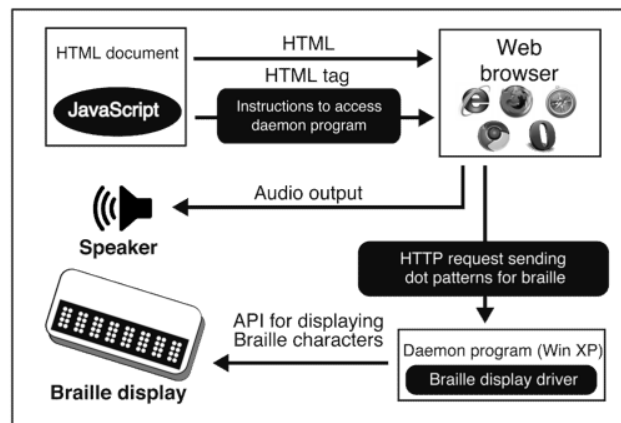 HTML document
JavaScript
HTML
HTML tag
Instructions to access
daemon program
Web
browser
Audio output
Speaker
HTTP request sending
dot patterns for braille
API for displaying
Braille characters
Braille display
Daemon program (Win XP)
Braille display driver